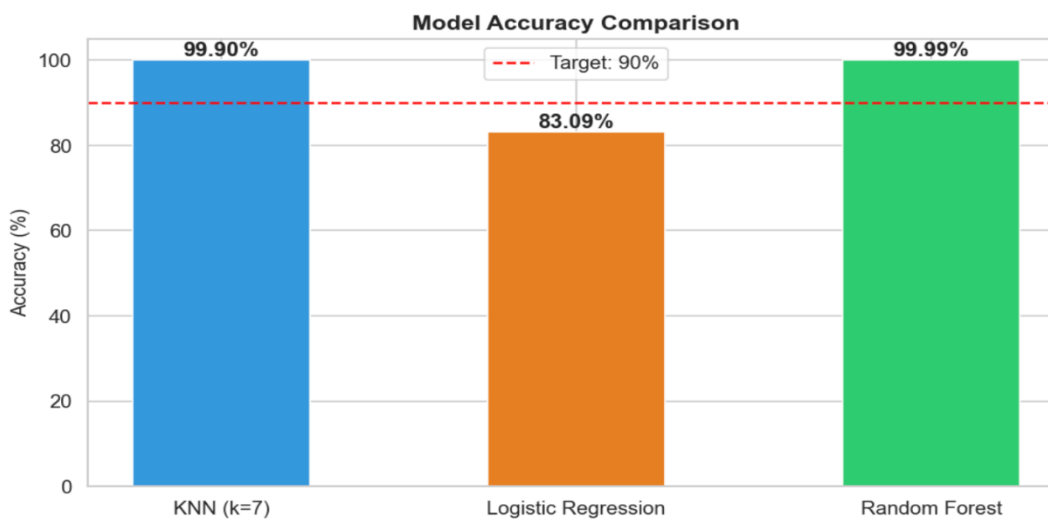 Model Accuracy Comparison
99.90%
99.99%
Target: 90%
83.09%
100
80
60
40
20
0
Accuracy (%)
KNN (k=7)
Logistic Regression
Random Forest